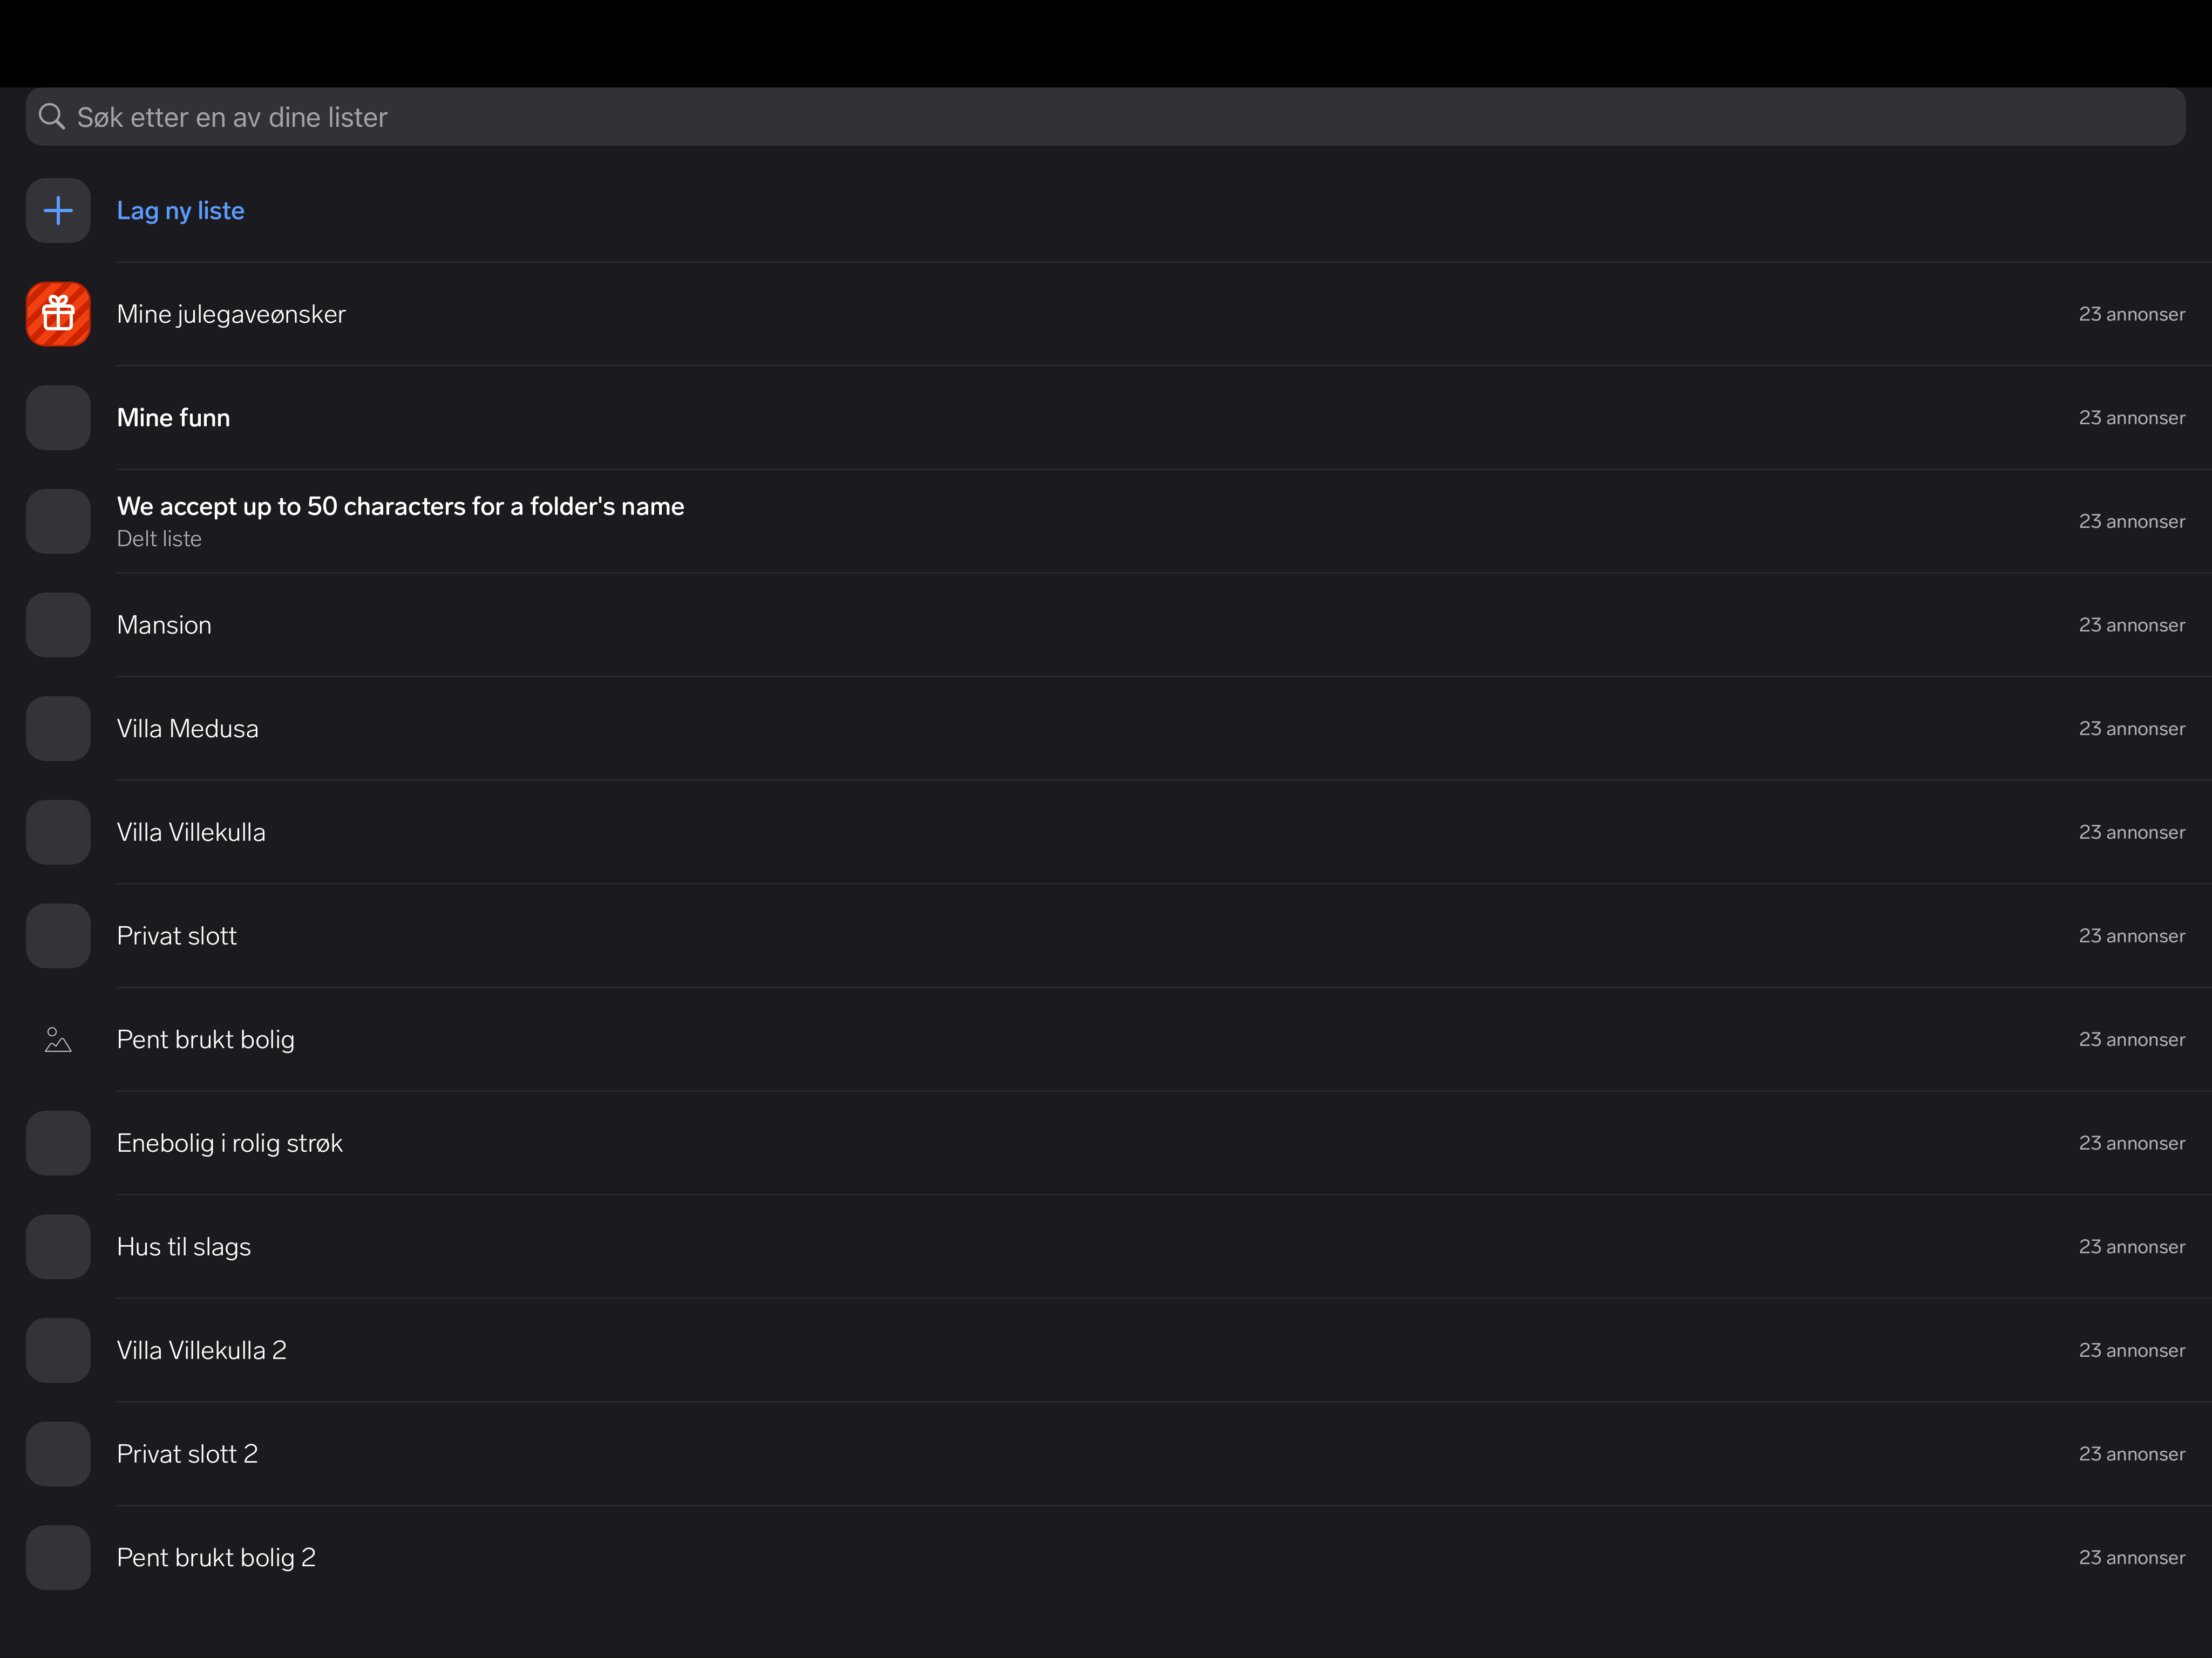 Søk etter en av dine lister
Lag ny liste
Mine julegaveønsker
23 annonser
Mine funn
23 annonser
We accept up to 50 characters for a folder's name
Delt liste
23 annonser
Mansion
23 annonser
Villa Medusa
23 annonser
Villa Villekulla
23 annonser
Privat slott
23 annonser
Pent brukt bolig
23 annonser
Enebolig i rolig strøk
23 annonser
Hus til slags
23 annonser
Villa Villekulla 2
23 annonser
Privat slott 2
23 annonser
Pent brukt bolig 2
23 annonser